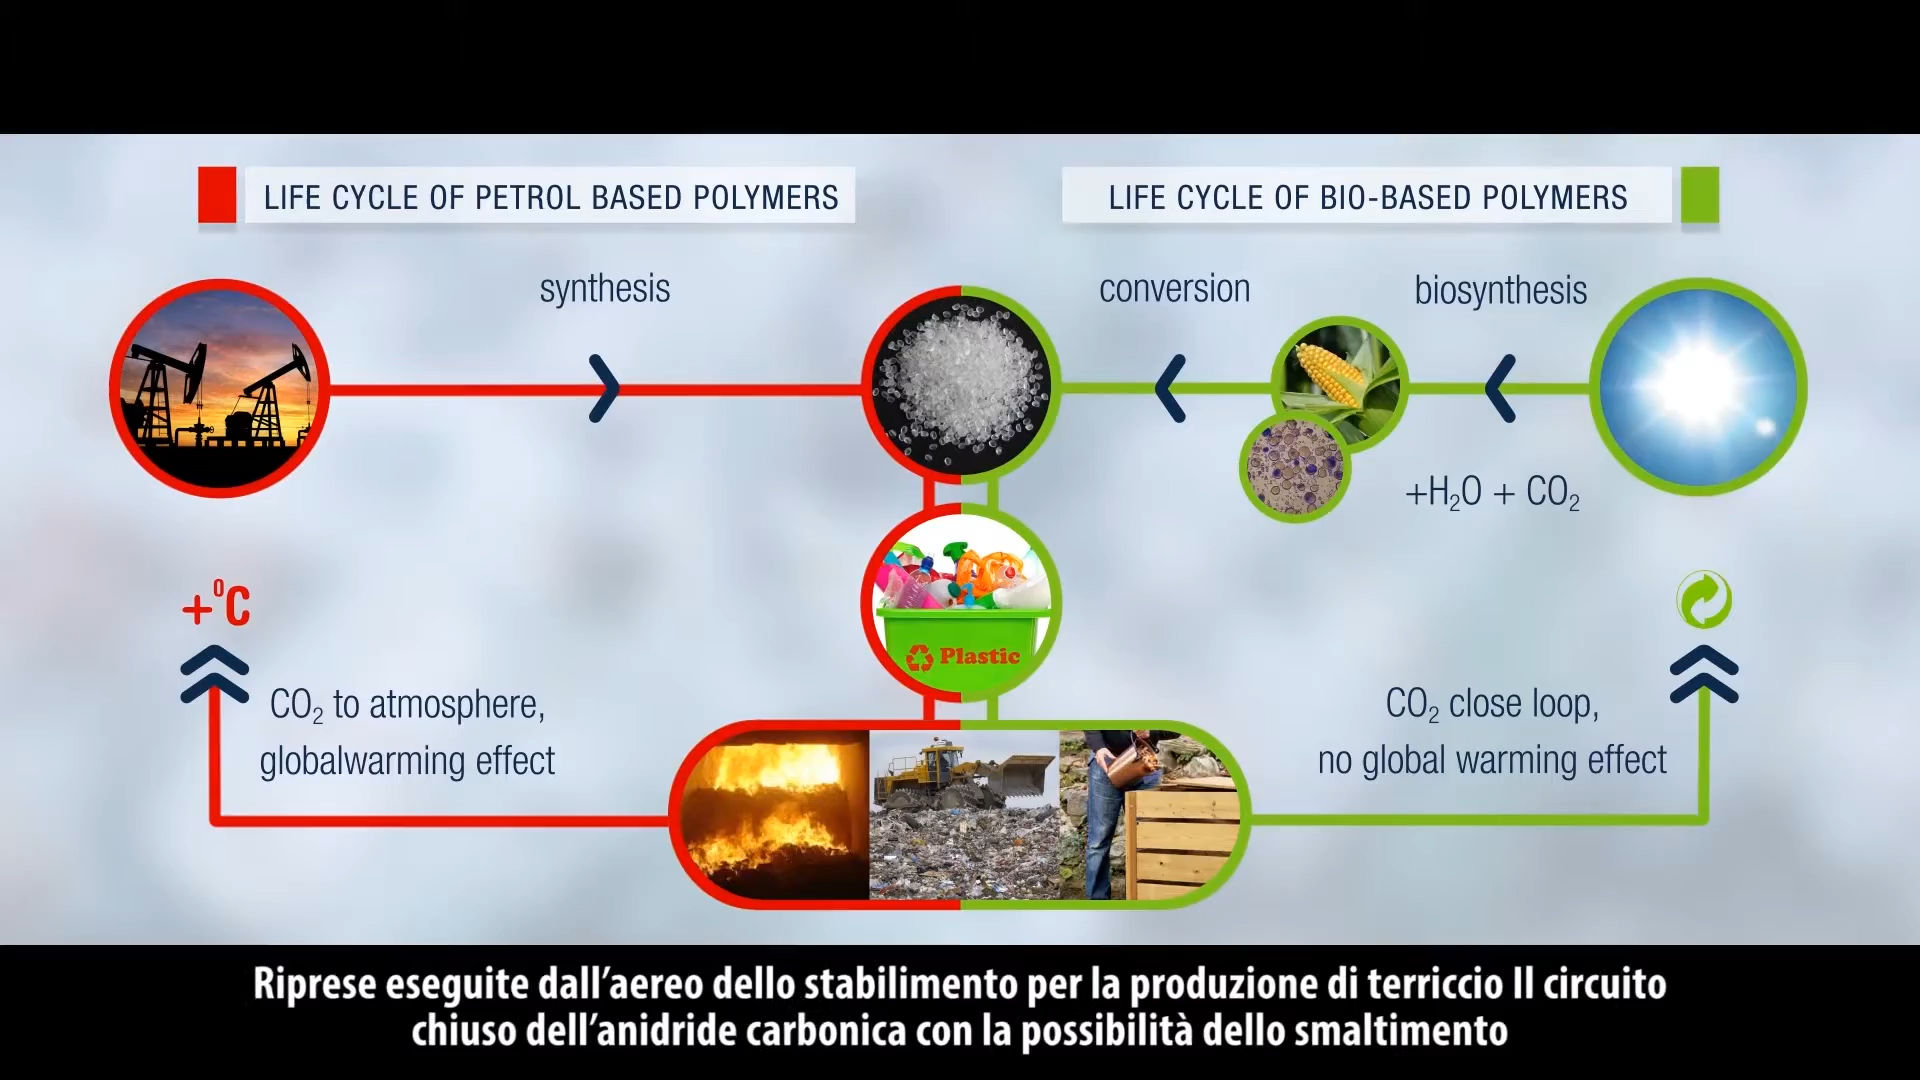 LIFE CYCLE OF PETROL BASED POLYMERS
LIFE CYCLE OF BIO-BASED POLYMERS
synthesis
conversion
biosynthesis
+H₂O + CO₂
Plastic
+⁰C
CO₂ to atmosphere,
globalwarming effect
CO₂ close loop,
no global warming effect
Riprese eseguite dall'aereo dello stabilimento per la produzione di terriccio Il circuito
chiuso dell'anidride carbonica con la possibilità dello smaltimento